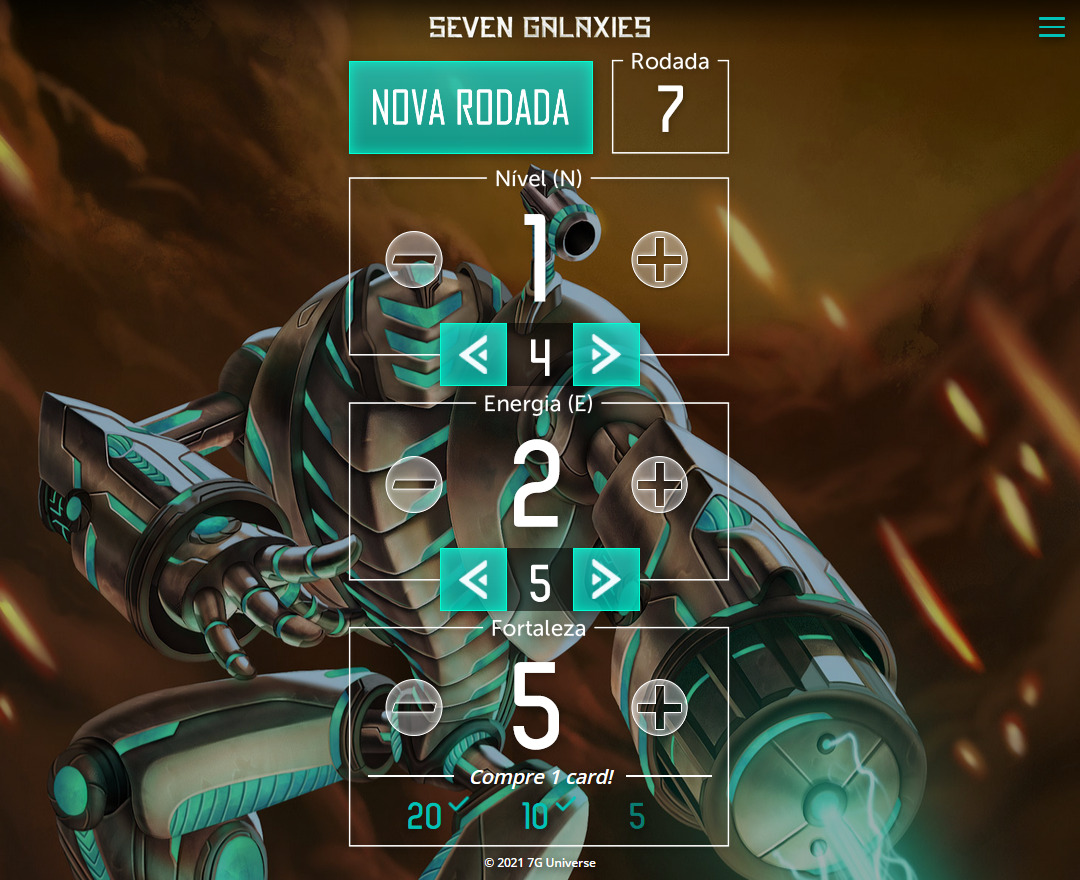 SEVEN GALAXIES
NOVA RODADA
Rodada
7
Nível (N)
1
4
Energia (E)
2
5
Fortaleza
5
Compre 1 card!
20 10 5
© 2021 7G Universe